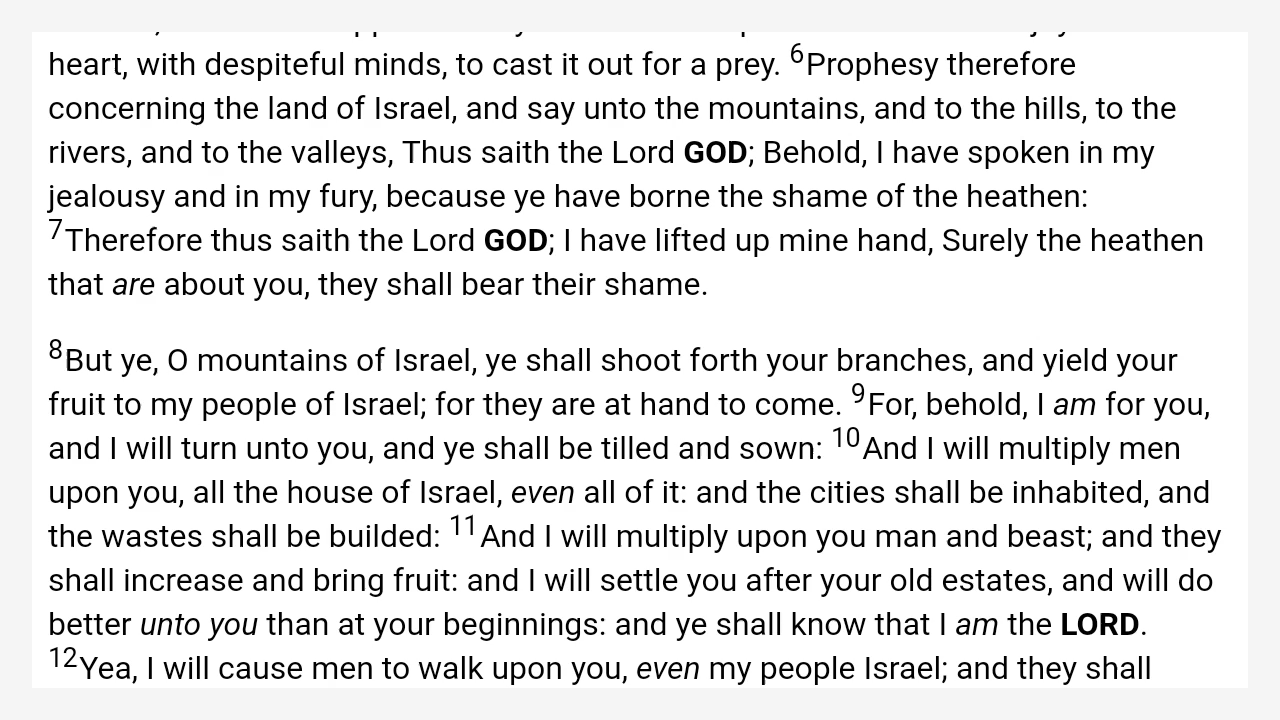 heart, with despiteful minds, to cast it out for a prey. 6Prophesy therefore
concerning the land of Israel, and say unto the mountains, and to the hills, to the
rivers, and to the valleys, Thus saith the Lord GOD; Behold, I have spoken in my
jealousy and in my fury, because ye have borne the shame of the heathen:
7Therefore thus saith the Lord GOD; I have lifted up mine hand, Surely the heathen
that are about you, they shall bear their shame.
8But ye, O mountains of Israel, ye shall shoot forth your branches, and yield your
fruit to my people of Israel; for they are at hand to come. 9For, behold, I am for you,
and I will turn unto you, and ye shall be tilled and sown: 10And I will multiply men
upon you, all the house of Israel, even all of it: and the cities shall be inhabited, and
the wastes shall be builded: 11And I will multiply upon you man and beast; and they
shall increase and bring fruit: and I will settle you after your old estates, and will do
better unto you than at your beginnings: and ye shall know that I am the LORD.
12Yea, I will cause men to walk upon you, even my people Israel; and they shall